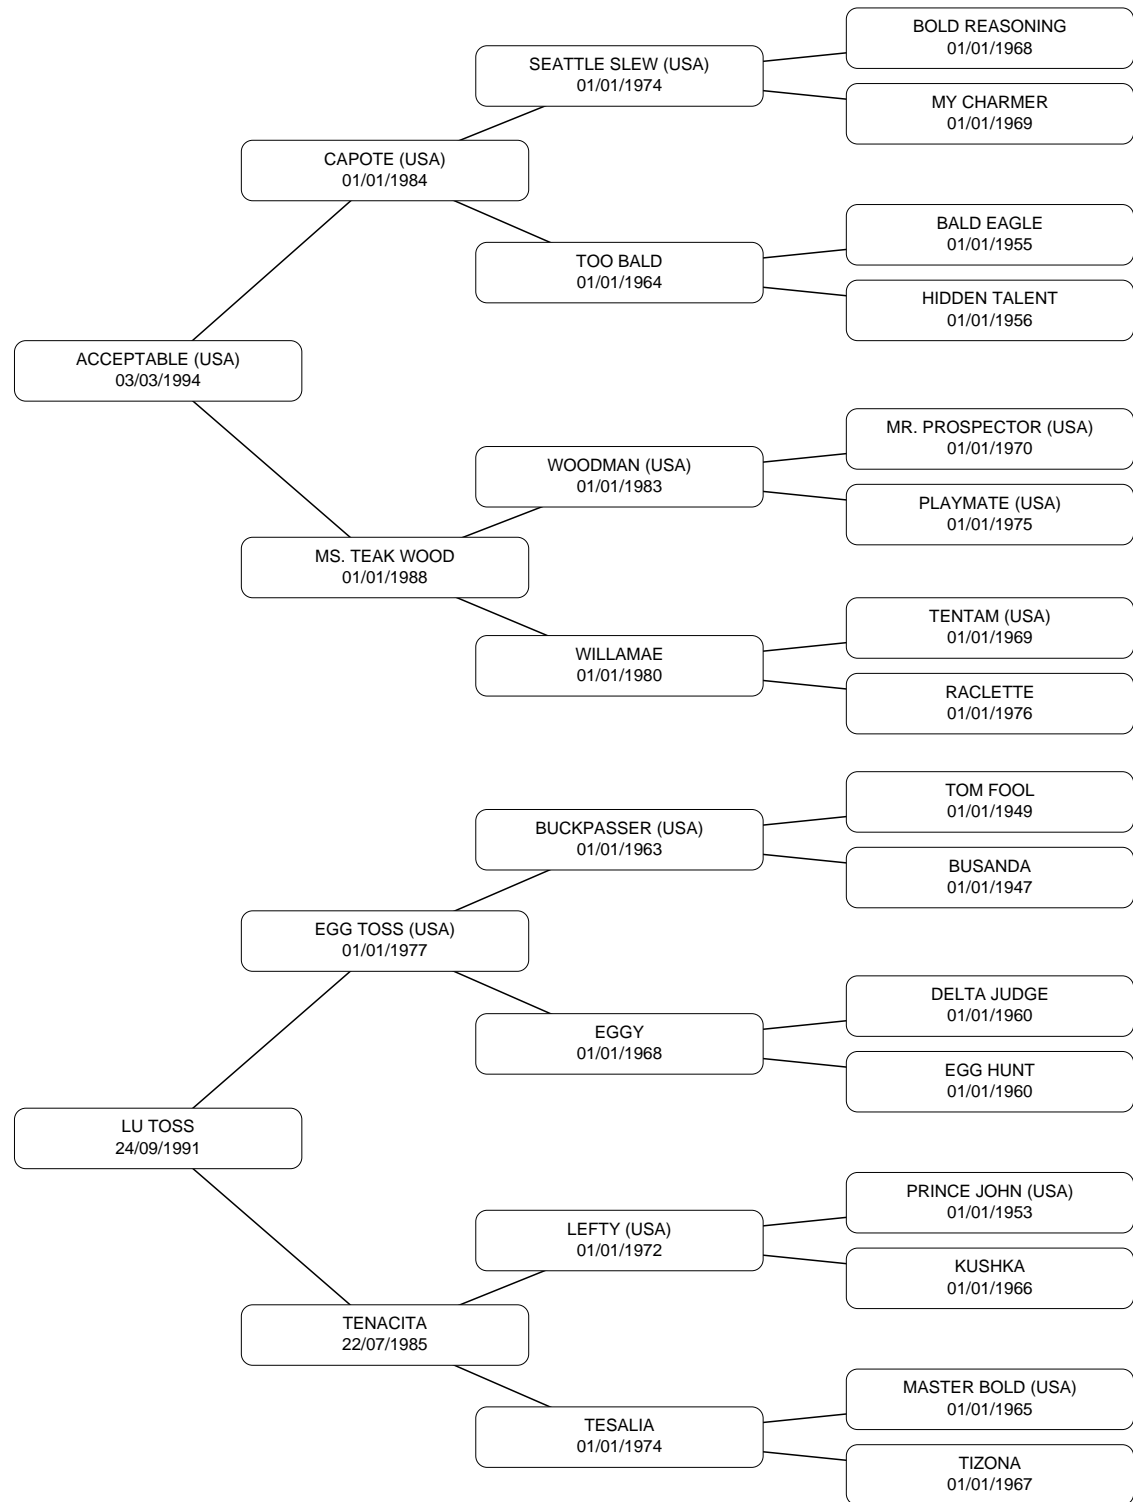 BOLD REASONING
01/01/1968
SEATTLE SLEW (USA)
01/01/1974
MY CHARMER
01/01/1969
CAPOTE (USA)
01/01/1984
BALD EAGLE
01/01/1955
TOO BALD
01/01/1964
HIDDEN TALENT
01/01/1956
ACCEPTABLE (USA)
03/03/1994
MR. PROSPECTOR (USA)
01/01/1970
WOODMAN (USA)
01/01/1983
PLAYMATE (USA)
01/01/1975
MS. TEAK WOOD
01/01/1988
TENTAM (USA)
01/01/1969
WILLAMAE
01/01/1980
RACLETTE
01/01/1976
TOM FOOL
01/01/1949
BUCKPASSER (USA)
01/01/1963
BUSANDA
01/01/1947
EGG TOSS (USA)
01/01/1977
DELTA JUDGE
01/01/1960
EGGY
01/01/1968
EGG HUNT
01/01/1960
LU TOSS
24/09/1991
PRINCE JOHN (USA)
01/01/1953
LEFTY (USA)
01/01/1972
KUSHKA
01/01/1966
TENACITA
22/07/1985
MASTER BOLD (USA)
01/01/1965
TESALIA
01/01/1974
TIZONA
01/01/1967